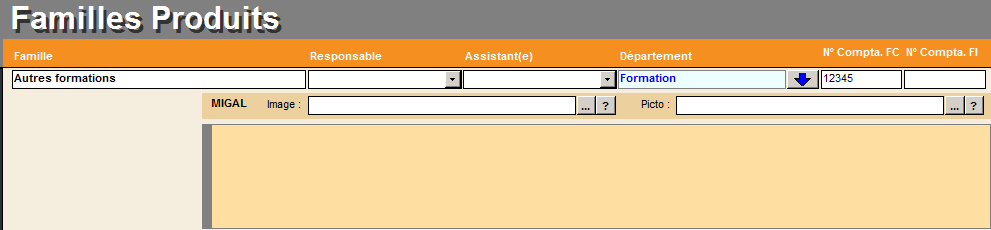 Familles Produits
Famille Responsable Assistant(e) Département N° Compta. FC N° Compta. FI
Autres formations Formation 12345
MIGAL Image : ... ? Picto : ... ?